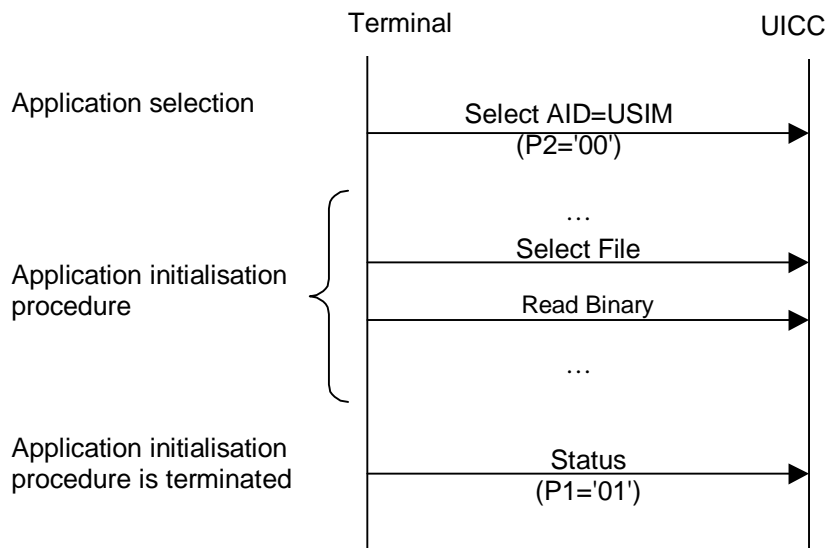 Terminal UICC
Application selection
Select AID=USIM
(P2='00')
…
Select File
Application initialisation
procedure
Read Binary
…
Application initialisation
procedure is terminated
Status
(P1='01')